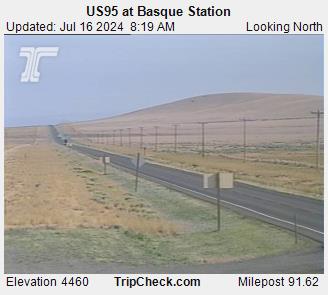 US95 at Basque Station
Updated: Jul 16 2024 8:19 AM Looking North
Elevation 4460 TripCheck.com Milepost 91.62